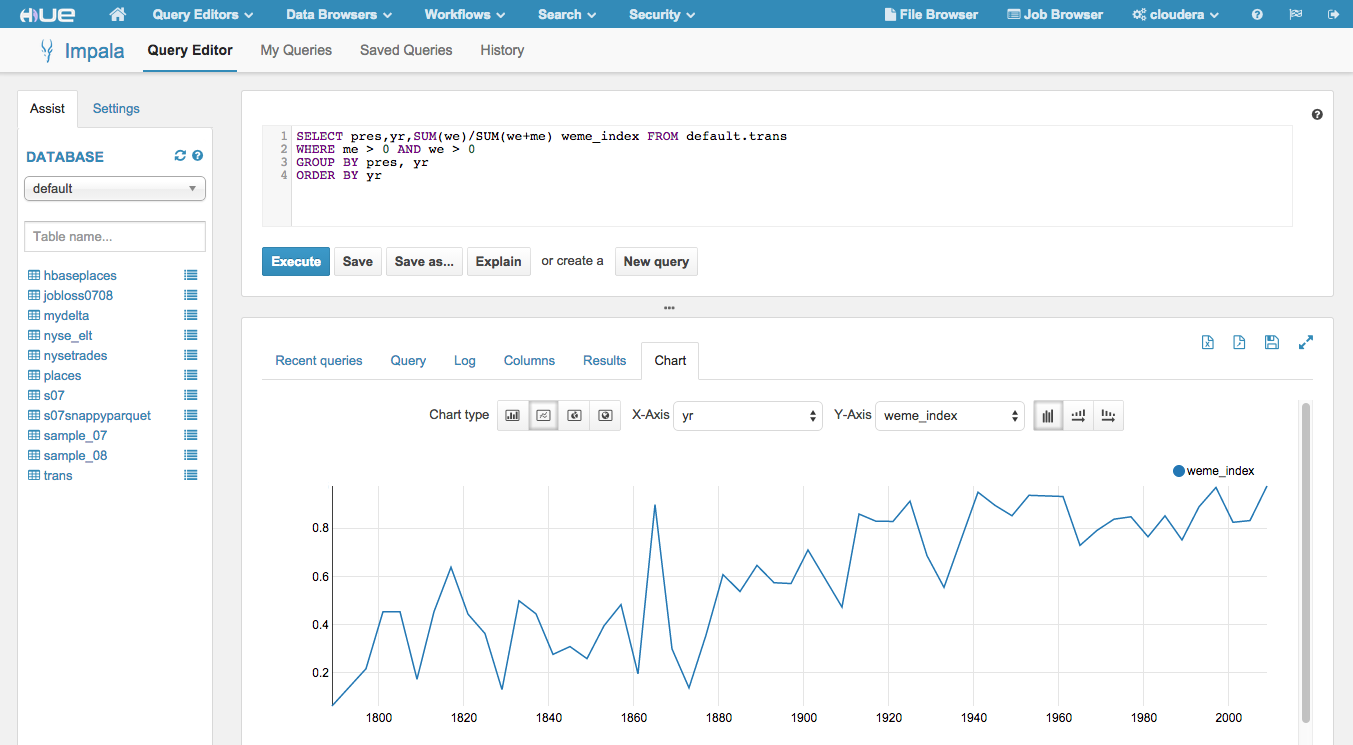 HUE Query Editors Data Browsers Workflows Search Security File Browser Job Browser cloudera ?
Impala Query Editor My Queries Saved Queries History
Assist Settings
DATABASE ?
default
Table name...
hbaseplaces
jobloss0708
mydelta
nyse_elt
nysetrades
places
s07
s07snappyparquet
sample_07
sample_08
trans
?
1 SELECT pres,yr,SUM(we)/SUM(we+me) weme_index FROM default.trans
2 WHERE me > 0 AND we > 0
3 GROUP BY pres, yr
4 ORDER BY yr
Execute Save Save as... Explain or create a New query
Recent queries Query Log Columns Results Chart
Chart type X-Axis yr Y-Axis weme_index
weme_index
0.8
0.6
0.4
0.2
1800 1820 1840 1860 1880 1900 1920 1940 1960 1980 2000